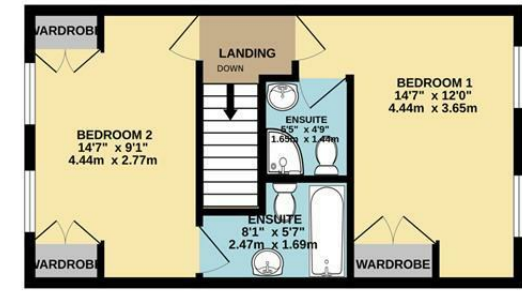 WARDROBE
LANDING
DOWN
BEDROOM 1
14'7" x 12'0"
4.44m x 3.65m
ENSUITE
5'5" x 4'9"
1.65m x 1.44m
BEDROOM 2
14'7" x 9'1"
4.44m x 2.77m
ENSUITE
8'1" x 5'7"
2.47m x 1.69m
WARDROBE
WARDROBE